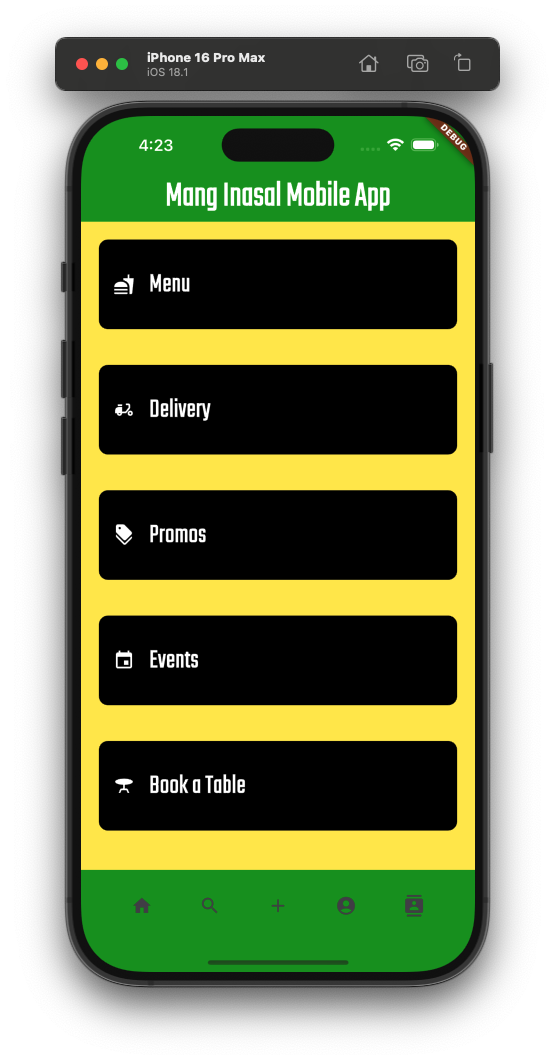 iPhone 16 Pro Max
iOS 18.1
4:23
DEBUG
Mang Inasal Mobile App
Menu
Delivery
Promos
Events
Book a Table